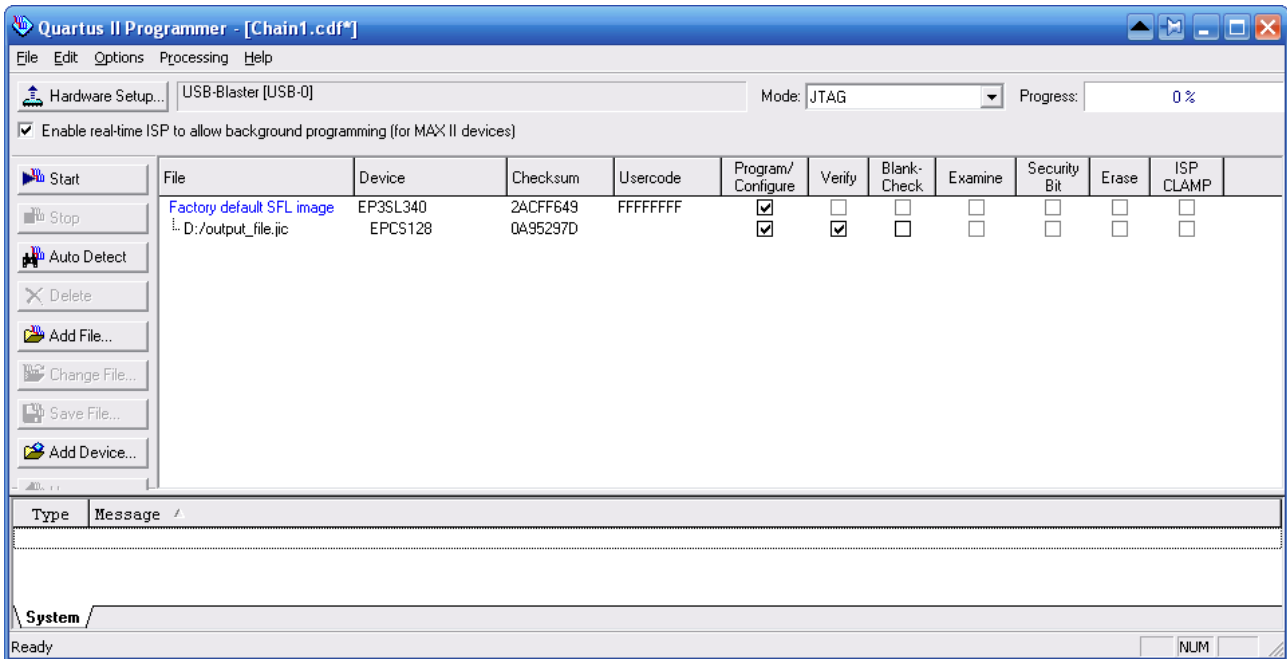 Quartus II Programmer - [Chain1.cdf*]
File Edit Options Processing Help
Hardware Setup... USB-Blaster [USB-0] Mode: JTAG Progress: 0 %
Enable real-time ISP to allow background programming (for MAX II devices)
Start
Stop
Auto Detect
Delete
Add File...
Change File...
Save File...
Add Device...
File Device Checksum Usercode Program/ Configure Verify Blank- Check Examine Security Bit Erase ISP CLAMP
Factory default SFL image EP3SL340 2ACFF649 FFFFFFFF
D:/output_file.jic EPCS128 0A95297D
Type Message
System
Ready NUM